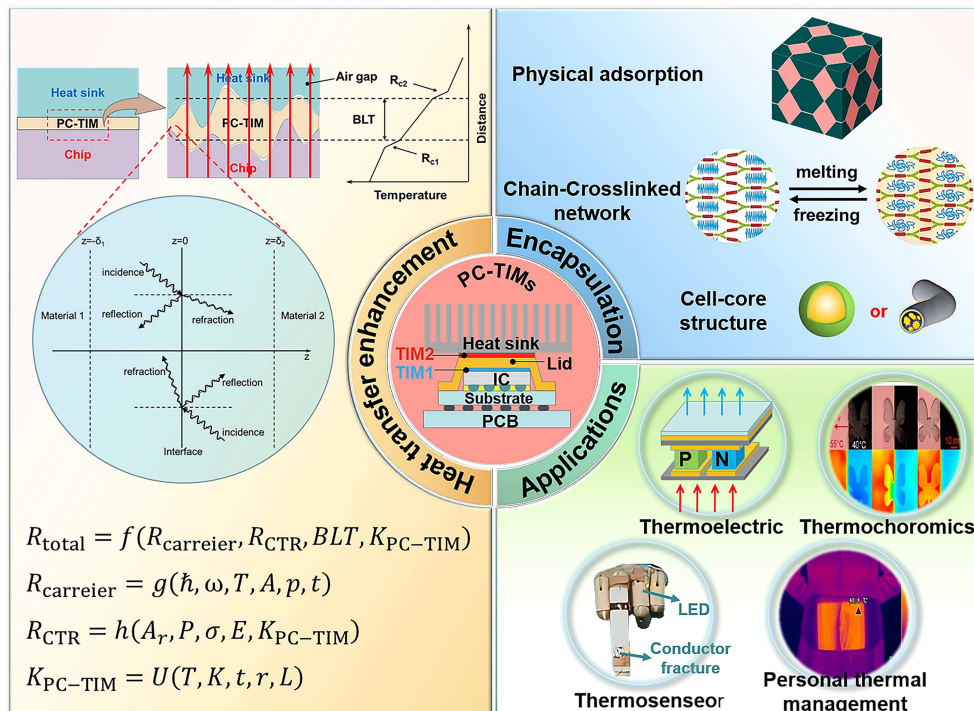 Heat sink
PC-TIM
Chip
Heat sink
Air gap
PC-TIM
Chip
R_c2
BLT
R_c1
Distance
Temperature
z=-δ₁
z=0
z=δ₂
incidence
reflection
refraction
Material 1
Material 2
z
refraction
reflection
incidence
Interface
R_total = f(R_carreier, R_CTR, BLT, K_PC−TIM)
R_carreier = g(ℏ, ω, T, A, p, t)
R_CTR = h(A_r, P, σ, E, K_PC−TIM)
K_PC−TIM = U(T, K, t, r, L)
Heat transfer enhancement
Encapsulation
Applications
PC-TIMs
Heat sink
TIM2
Lid
TIM1
IC
Substrate
PCB
Physical adsorption
Chain-Crosslinked
network
melting
freezing
Cell-core
structure
or
P
N
Thermoelectric
55°C
40°C
10 mm
Thermochoromics
LED
Conductor
fracture
Thermosenseor
Personal thermal
management